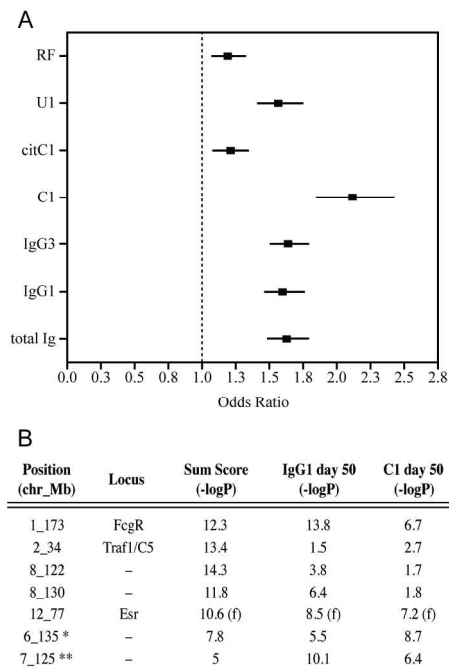 A
RF
U1
citC1
C1
IgG3
IgG1
total Ig
0.0 0.3 0.5 0.8 1.0 1.3 1.5 1.8 2.0 2.3 2.5 2.8
Odds Ratio
B
Position (chr_Mb) Locus Sum Score (-logP) IgG1 day 50 (-logP) C1 day 50 (-logP)
1_173 FcgR 12.3 13.8 6.7
2_34 Traf1/C5 13.4 1.5 2.7
8_122 – 14.3 3.8 1.7
8_130 – 11.8 6.4 1.8
12_77 Esr 10.6 (f) 8.5 (f) 7.2 (f)
6_135 * – 7.8 5.5 8.7
7_125 ** – 5 10.1 6.4